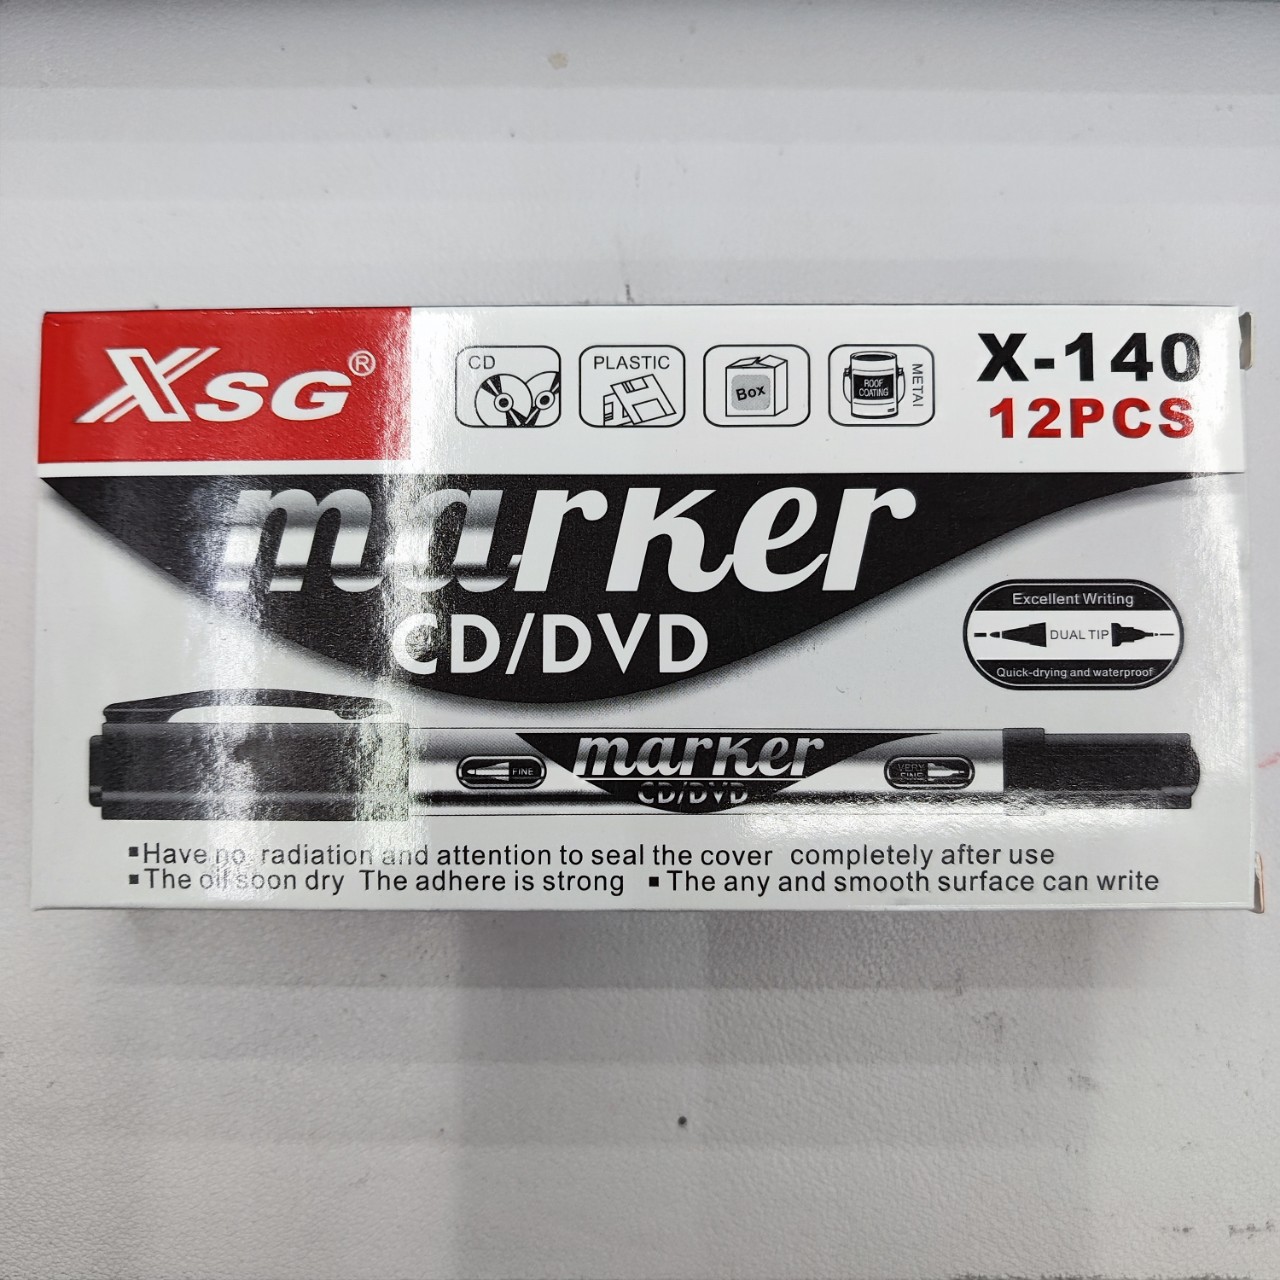 XSG®
CD
PLASTIC
Box
ROOF
COATING
METAL
X-140
12PCS
marker
CD/DVD
Excellent Writing
DUAL TIP
Quick-drying and waterproof
FINE
marker
CD/DVD
VERY
FINE
▪Have no radiation and attention to seal the cover completely after use
▪The oil soon dry The adhere is strong ▪The any and smooth surface can write